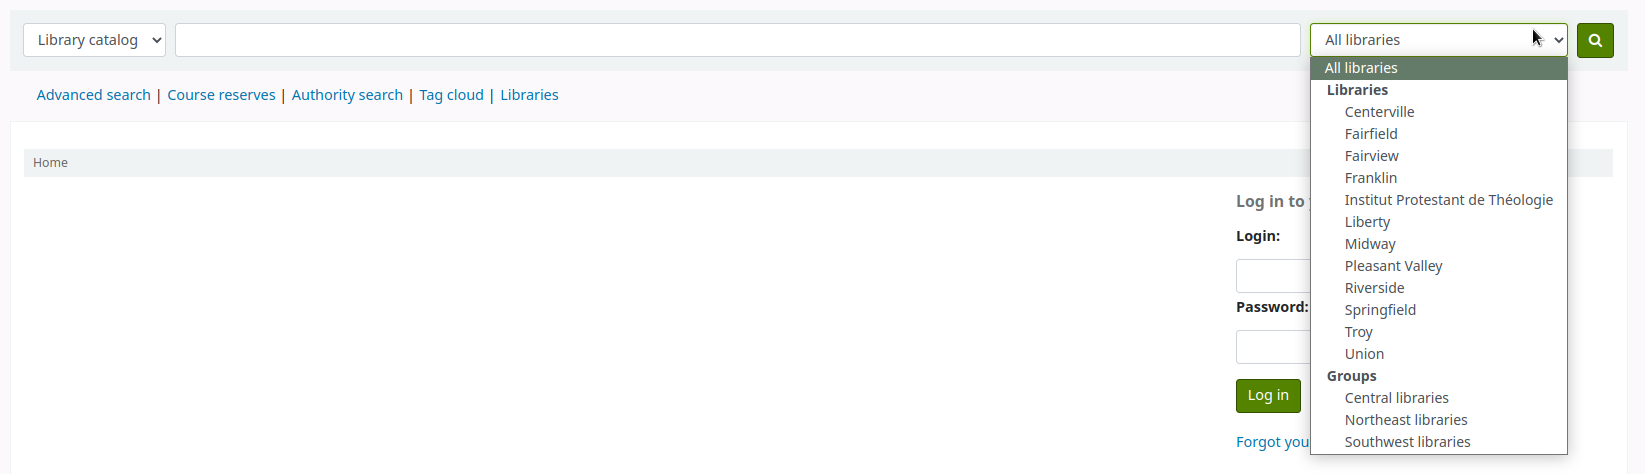 Library catalog All libraries
Advanced search | Course reserves | Authority search | Tag cloud | Libraries
Home
Log in to
Login:
Password:
Log in
Forgot you
All libraries
Libraries
Centerville
Fairfield
Fairview
Franklin
Institut Protestant de Théologie
Liberty
Midway
Pleasant Valley
Riverside
Springfield
Troy
Union
Groups
Central libraries
Northeast libraries
Southwest libraries